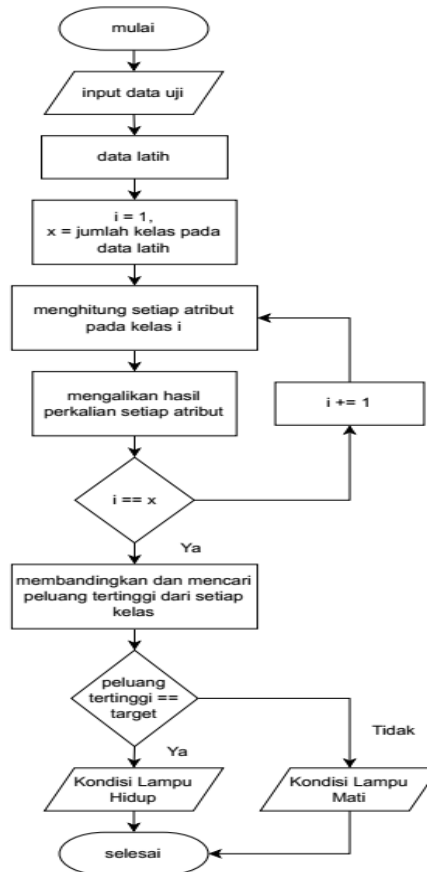 mulai
input data uji
data latih
i = 1,
x = jumlah kelas pada
data latih
menghitung setiap atribut
pada kelas i
mengalikan hasil
perkalian setiap atribut
i += 1
i == x
Ya
membandingkan dan mencari
peluang tertinggi dari setiap
kelas
peluang
tertinggi ==
target
Tidak
Ya
Kondisi Lampu
Hidup
Kondisi Lampu
Mati
selesai